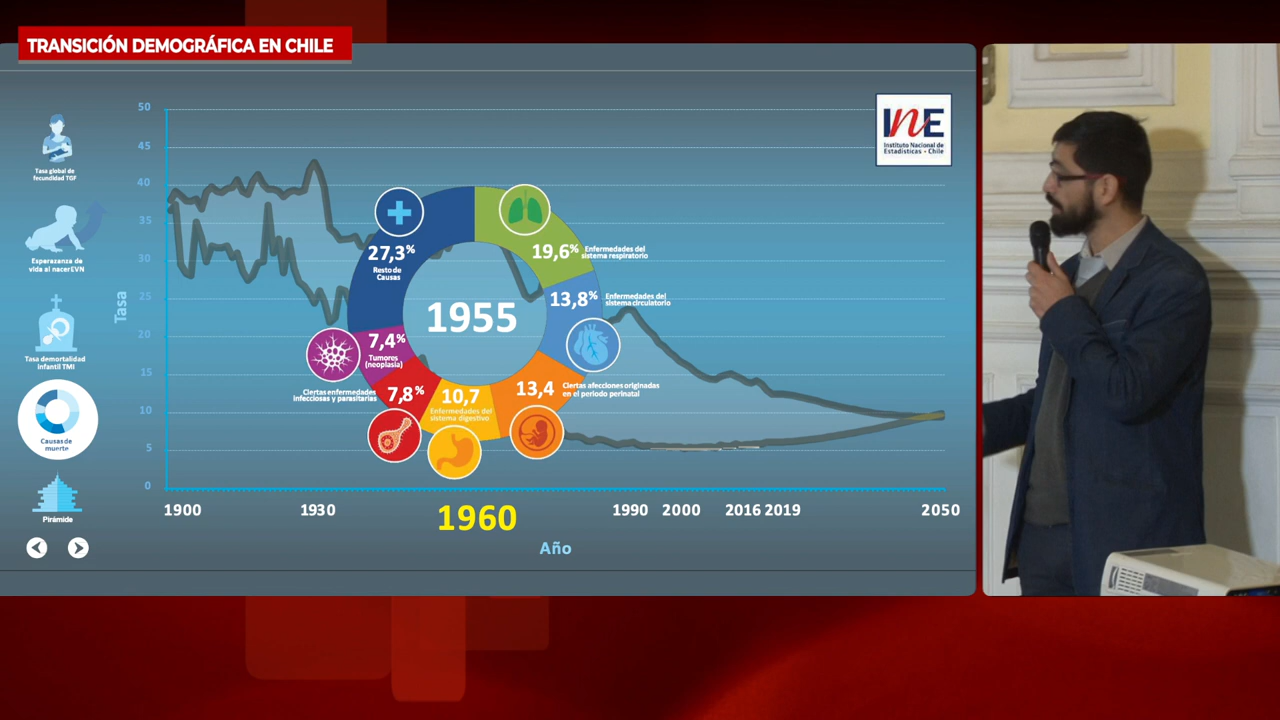 TRANSICIÓN DEMOGRÁFICA EN CHILE
INE
Instituto Nacional de
Estadísticas - Chile
Tasa global de
fecundidad TGF
Esperazanza de
vida al nacerEVN
Tasa demortalidad
infantil TMI
Causas de
muerte
Pirámide
Tasa
50
45
40
35
30
25
20
15
10
5
0
27,3%
Resto de
Causas
19,6%
Enfermedades del
sistema respiratorio
13,8%
Enfermedades del
sistema circulatorio
13,4
Ciertas afecciones originadas
en el periodo perinatal
10,7
Enfermedades del
sistema digestivo
7,8%
Ciertas enfermedades
infecciosas y parasitarias
7,4%
Tumores
(neoplasia)
1955
1900
1930
1960
1990
2000
2016
2019
2050
Año